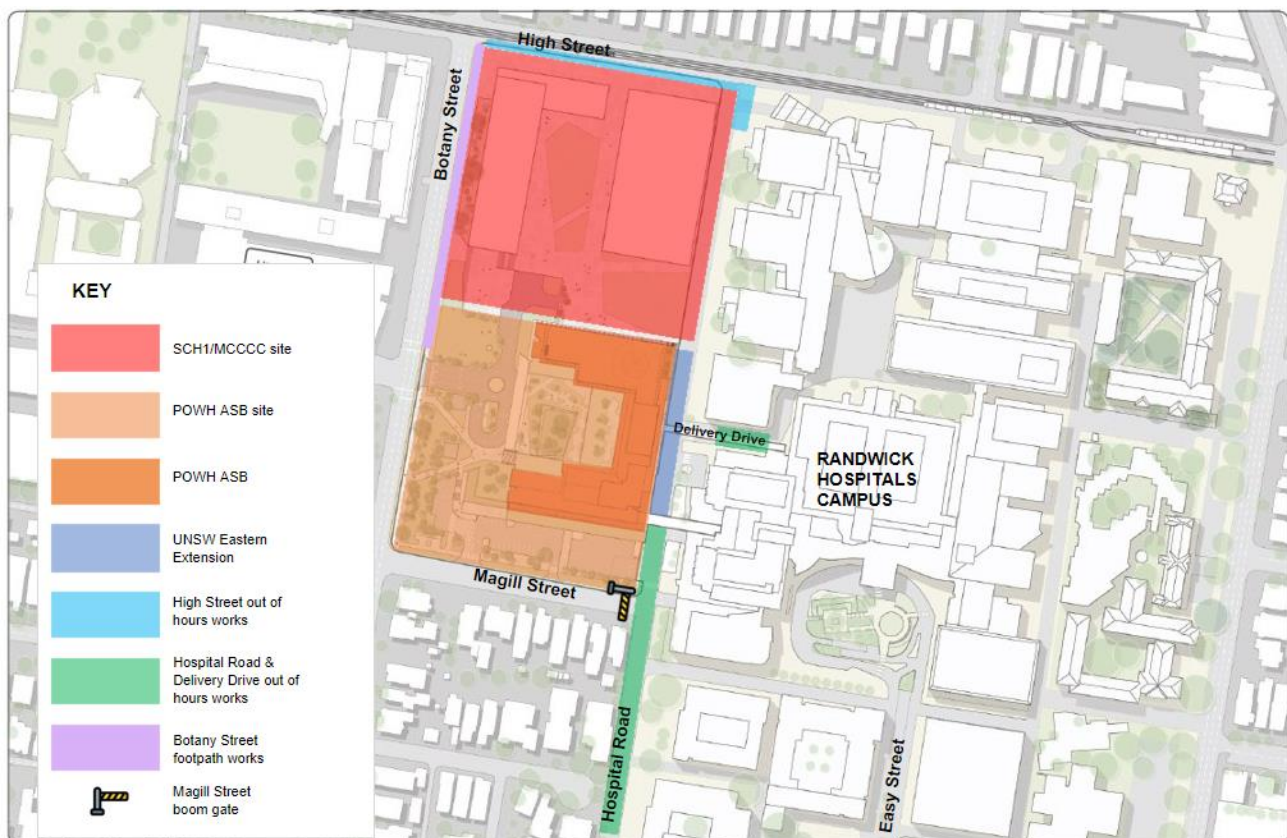 High Street
Botany Street
KEY
SCH1/MCCCC site
POWH ASB site
POWH ASB
UNSW Eastern
Extension
High Street out of
hours works
Hospital Road &
Delivery Drive out of
hours works
Botany Street
footpath works
Magill Street
boom gate
Delivery Drive
RANDWICK
HOSPITALS
CAMPUS
Magill Street
Hospital Road
Easy Street